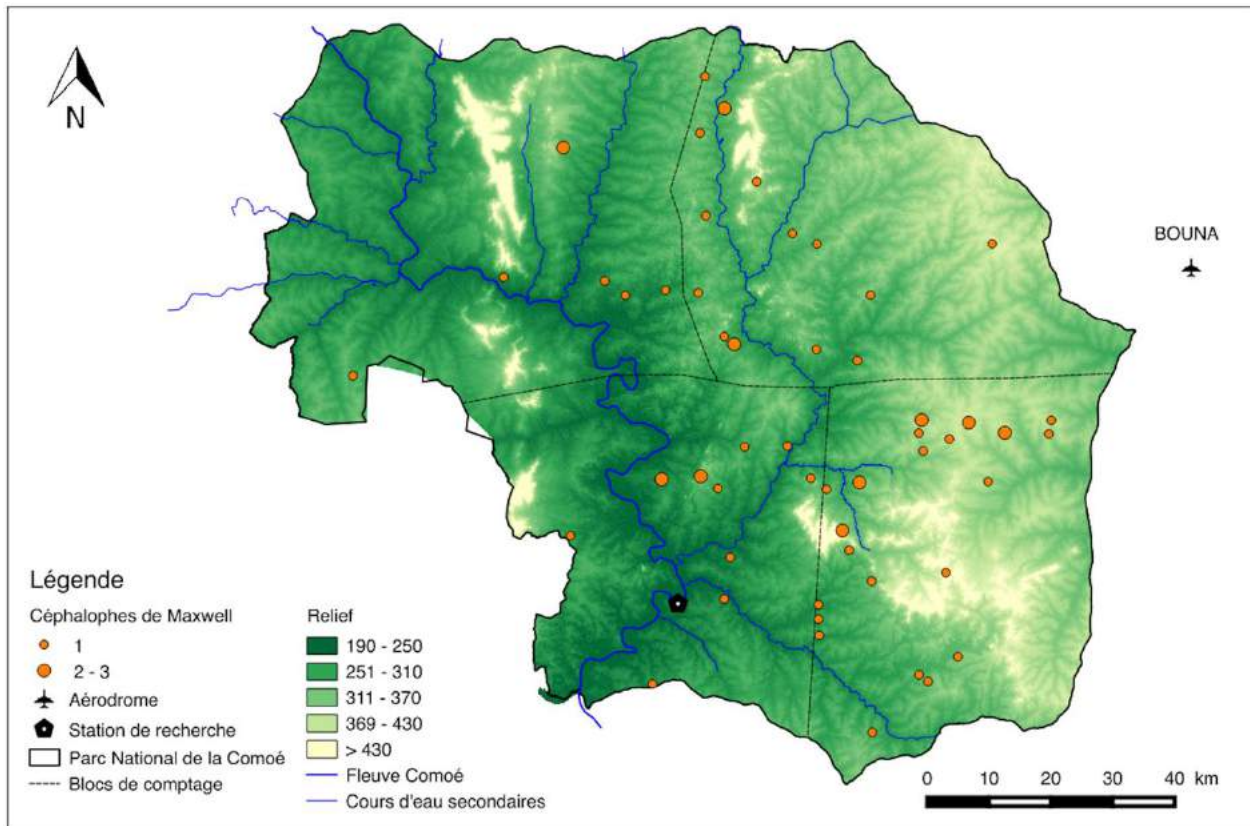 N
BOUNA
Légende
Céphalophes de Maxwell
1
2 - 3
Aérodrome
Station de recherche
Parc National de la Comoé
Blocs de comptage
Relief
190 - 250
251 - 310
311 - 370
369 - 430
> 430
Fleuve Comoé
Cours d'eau secondaires
0 10 20 30 40 km